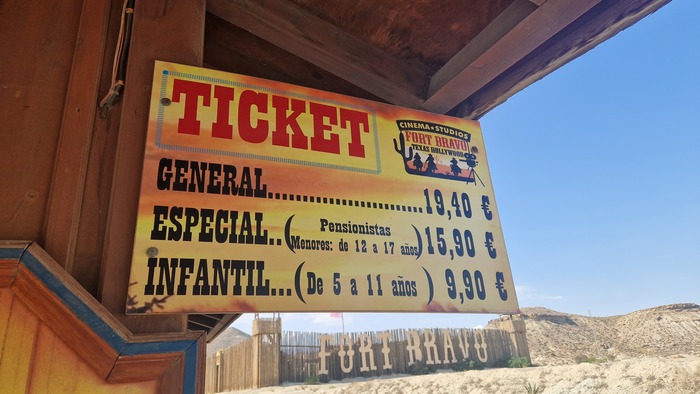 TICKET
CINEMA★STUDIOS
FORT BRAVO
TEXAS HOLLYWOOD
GENERAL........................19,40 €
ESPECIAL..(Pensionistas
Menores: de 12 a 17 años)15,90 €
INFANTIL...(De 5 a 11 años) 9,90 €
FORT BRAVO